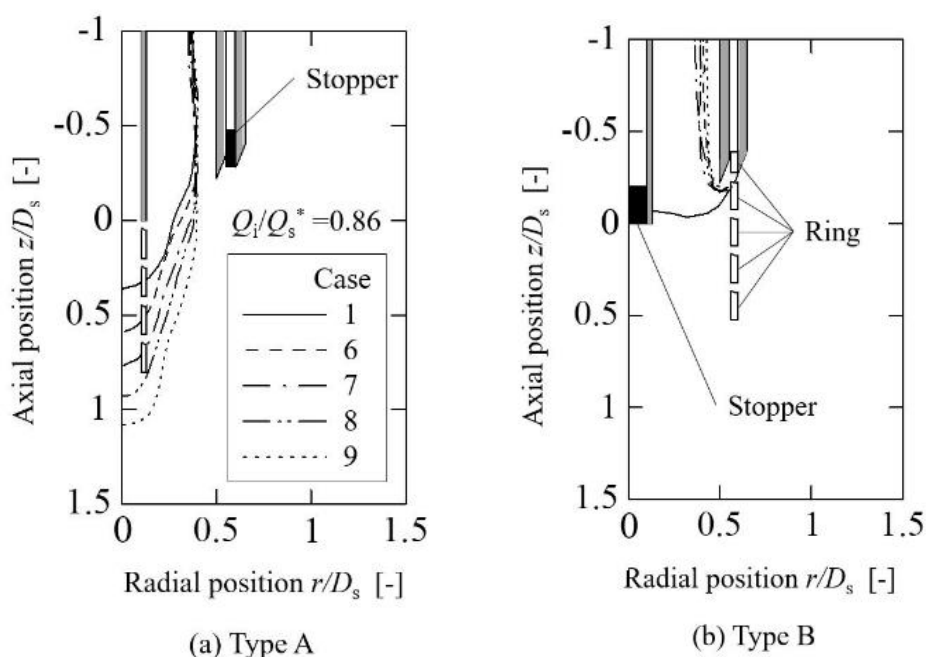 -1
-0.5
0
0.5
1
1.5
Axial position z/Ds [-]
Stopper
Qi/Qs* =0.86
Case
1
6
7
8
9
0 0.5 1 1.5
Radial position r/Ds [-]
(a) Type A
-1
-0.5
0
0.5
1
1.5
Axial position z/Ds [-]
Ring
Stopper
0 0.5 1 1.5
Radial position r/Ds [-]
(b) Type B